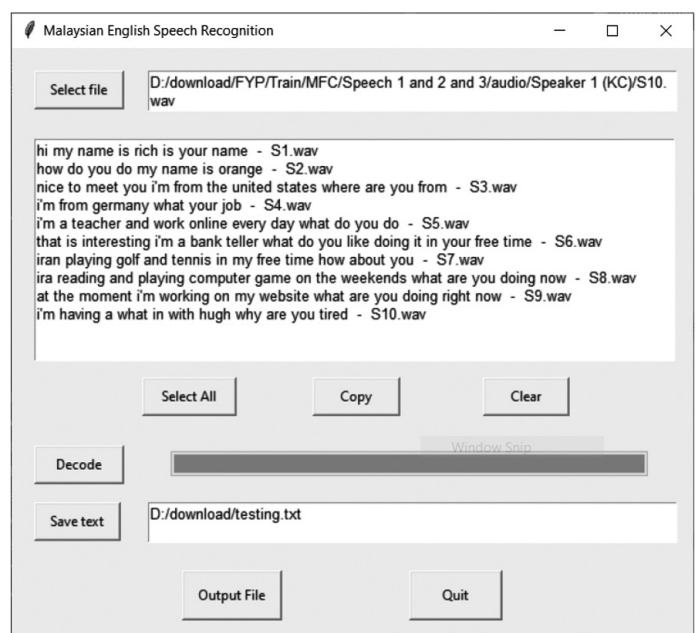 Malaysian English Speech Recognition
Select file
D:/download/FYP/Train/MFC/Speech 1 and 2 and 3/audio/Speaker 1 (KC)/S10.
wav
hi my name is rich is your name - S1.wav
how do you do my name is orange - S2.wav
nice to meet you i'm from the united states where are you from - S3.wav
i'm from germany what your job - S4.wav
i'm a teacher and work online every day what do you do - S5.wav
that is interesting i'm a bank teller what do you like doing it in your free time - S6.wav
iran playing golf and tennis in my free time how about you - S7.wav
ira reading and playing computer game on the weekends what are you doing now - S8.wav
at the moment i'm working on my website what are you doing right now - S9.wav
i'm having a what in with hugh why are you tired - S10.wav
Select All
Copy
Clear
Window Snip
Decode
Save text
D:/download/testing.txt
Output File
Quit